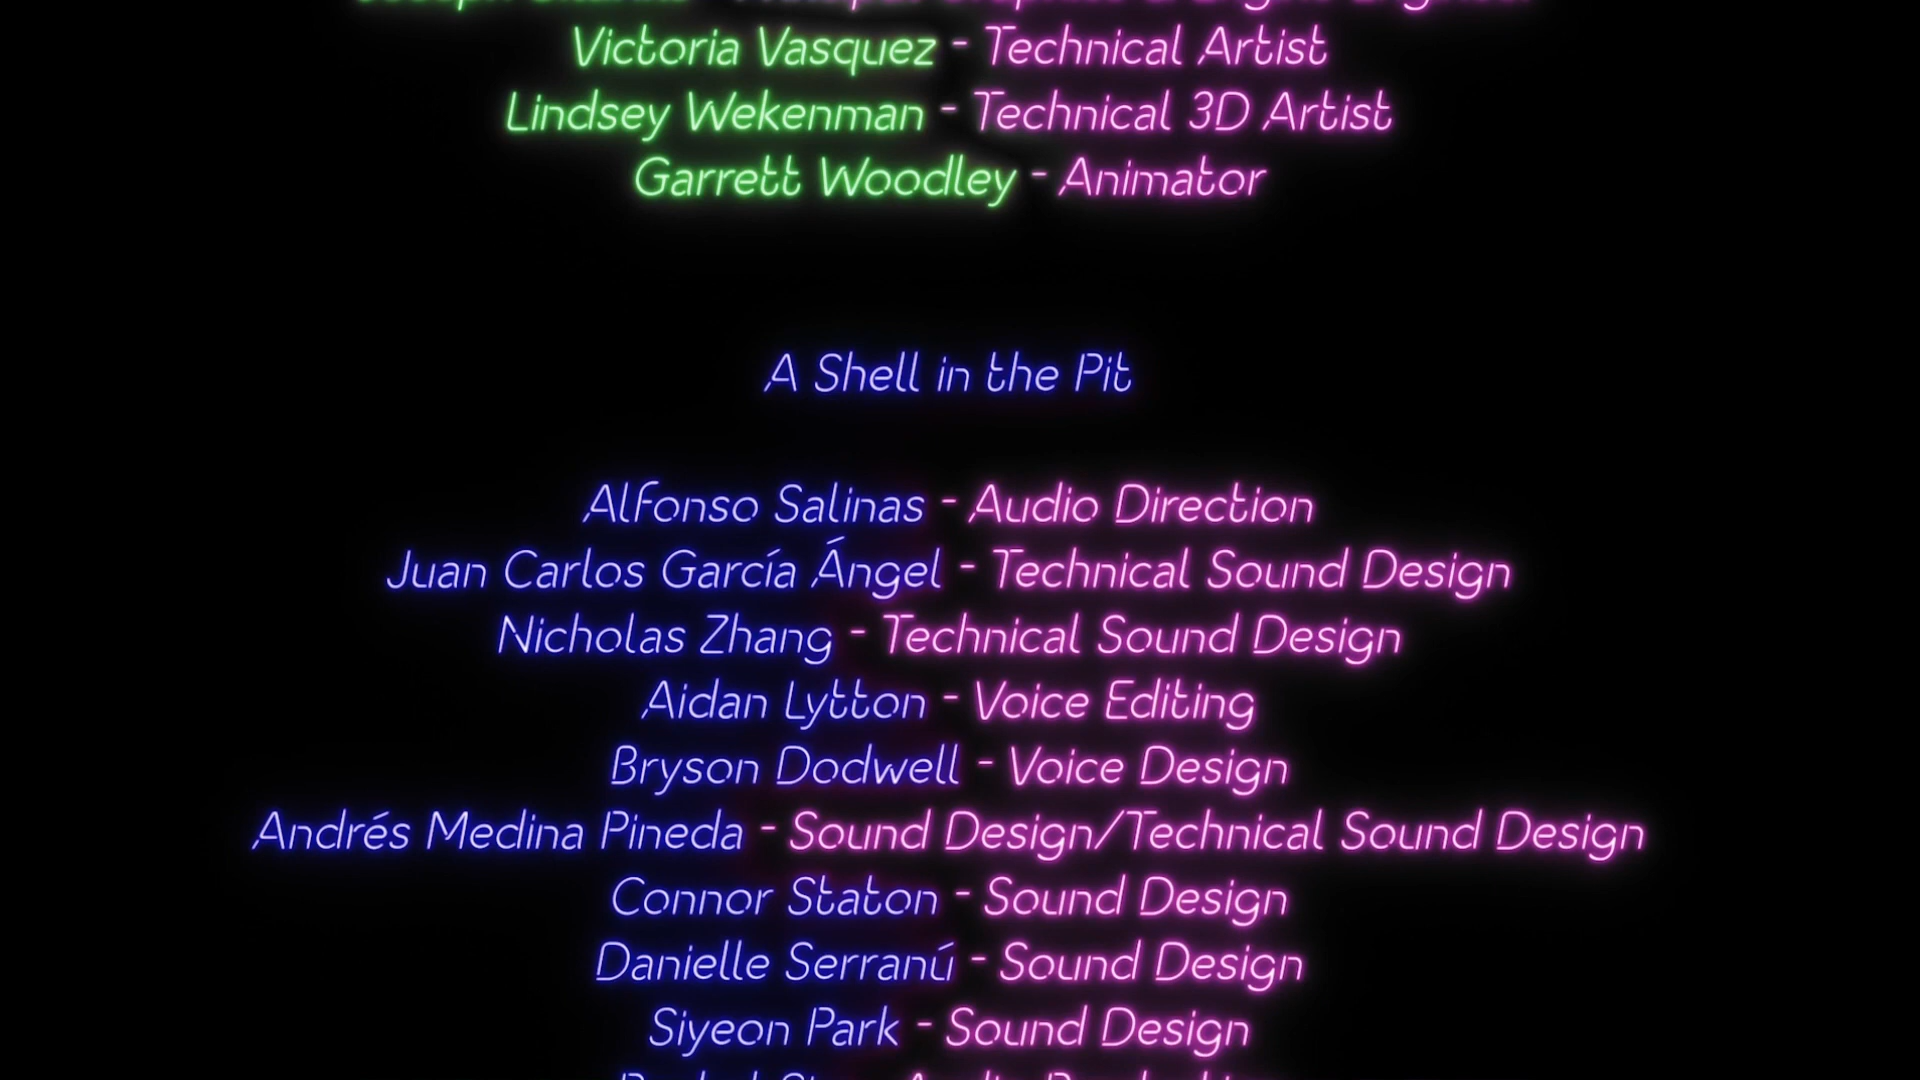 Victoria Vasquez - Technical Artist
Lindsey Wekenman - Technical 3D Artist
Garrett Woodley - Animator
A Shell in the Pit
Alfonso Salinas - Audio Direction
Juan Carlos García Ángel - Technical Sound Design
Nicholas Zhang - Technical Sound Design
Aidan Lytton - Voice Editing
Bryson Dodwell - Voice Design
Andrés Medina Pineda - Sound Design/Technical Sound Design
Connor Staton - Sound Design
Danielle Serranú - Sound Design
Siyeon Park - Sound Design